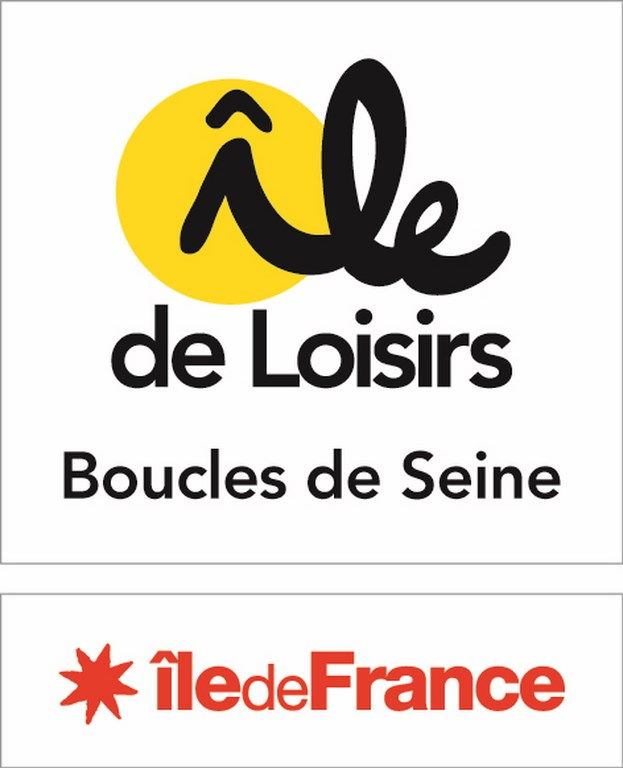 île
de Loisirs
Boucles de Seine
îledeFrance